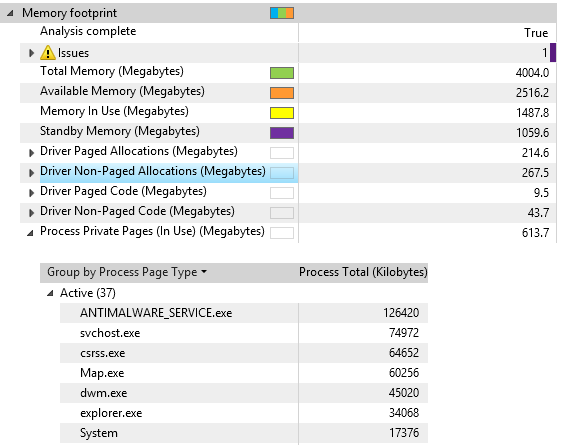 Memory footprint
Analysis complete True
Issues 1
Total Memory (Megabytes) 4004.0
Available Memory (Megabytes) 2516.2
Memory In Use (Megabytes) 1487.8
Standby Memory (Megabytes) 1059.6
Driver Paged Allocations (Megabytes) 214.6
Driver Non-Paged Allocations (Megabytes) 267.5
Driver Paged Code (Megabytes) 9.5
Driver Non-Paged Code (Megabytes) 43.7
Process Private Pages (In Use) (Megabytes) 613.7
Group by Process Page Type Process Total (Kilobytes)
Active (37)
ANTIMALWARE_SERVICE.exe 126420
svchost.exe 74972
csrss.exe 64652
Map.exe 60256
dwm.exe 45020
explorer.exe 34068
System 17376